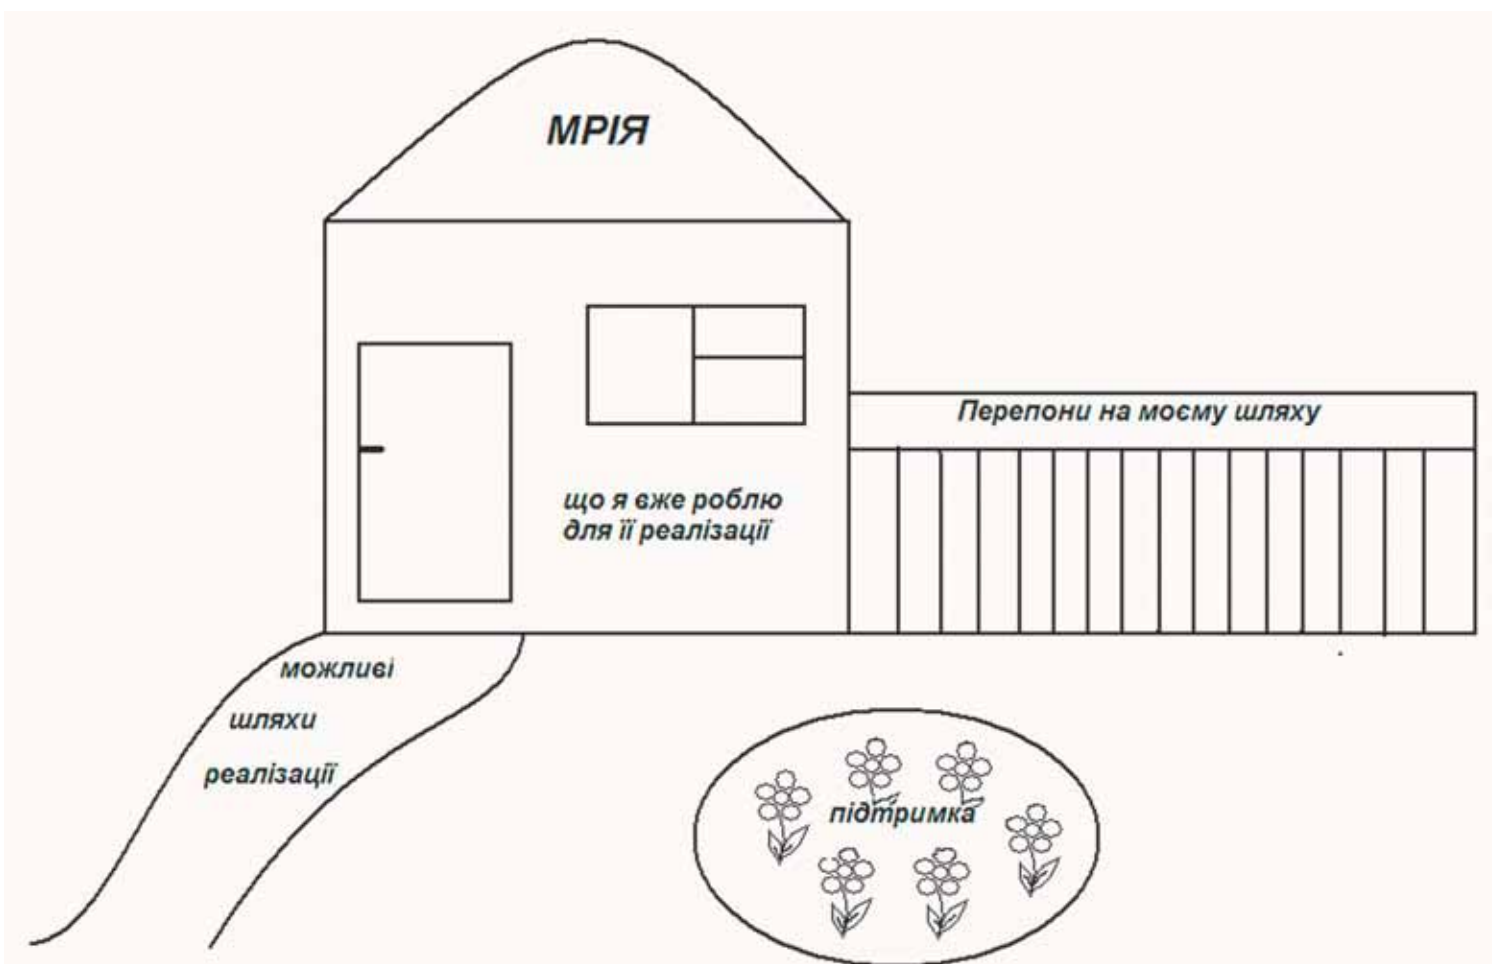 МРІЯ
Перепони на моєму шляху
що я вже роблю
для її реалізації
можливі
шляхи
реалізації
підтримка